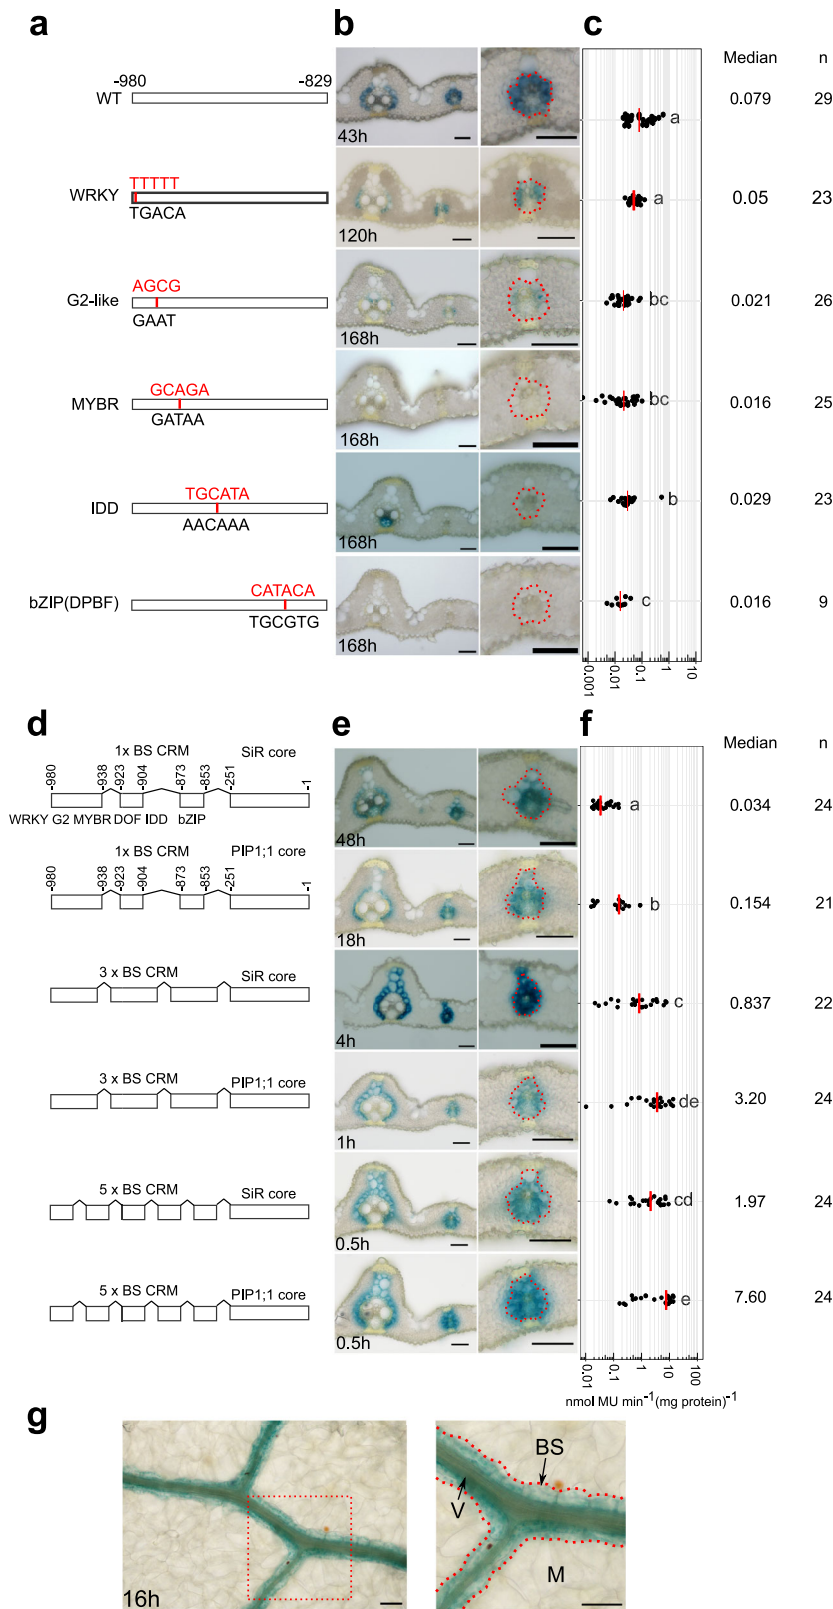 a
b
c
-980 -829
WT
43h
a
Median n
0.079 29
TTTTT
WRKY
TGACA
120h
a
0.05 23
AGCG
G2-like
GAAT
168h
bc
0.021 26
GCAGA
MYBR
GATAA
168h
bc
0.016 25
TGCATA
IDD
AACAAA
168h
b
0.029 23
CATACA
bZIP(DPBF)
TGCGTG
168h
c
0.016 9
0.001 0.01 0.1 1 10
d
e
f
1x BS CRM SiR core
-980 -938 -923 -904 -873 -853 -251 -1
WRKY G2 MYBR DOF IDD bZIP
48h
a
Median n
0.034 24
1x BS CRM PIP1;1 core
-980 -938 -923 -904 -873 -853 -251 -1
18h
b
0.154 21
3 x BS CRM SiR core
4h
c
0.837 22
3 x BS CRM PIP1;1 core
1h
de
3.20 24
5 x BS CRM SiR core
0.5h
cd
1.97 24
5 x BS CRM PIP1;1 core
0.5h
e
7.60 24
0.01 0.1 1 10 100
nmol MU min⁻¹(mg protein)⁻¹
g
16h
BS
V
M